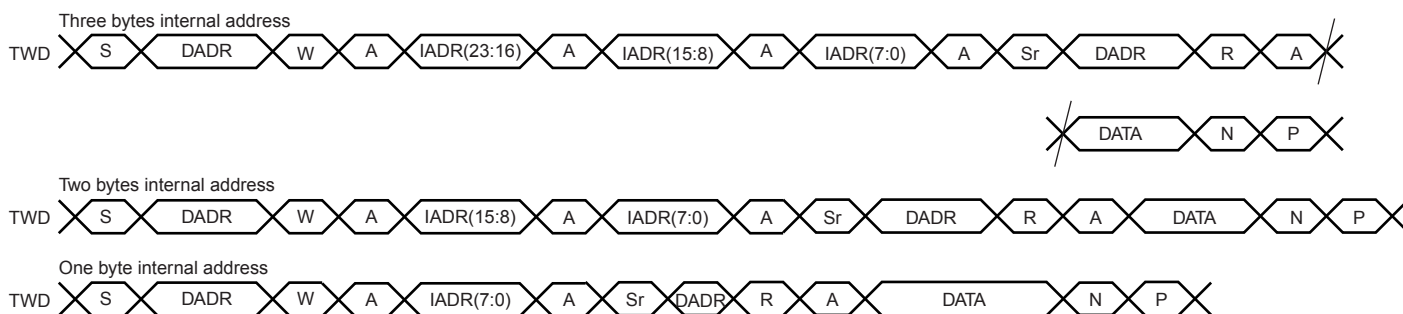 Three bytes internal address
TWD S DADR W A IADR(23:16) A IADR(15:8) A IADR(7:0) A Sr DADR R A
DATA N P
Two bytes internal address
TWD S DADR W A IADR(15:8) A IADR(7:0) A Sr DADR R A DATA N P
One byte internal address
TWD S DADR W A IADR(7:0) A Sr DADR R A DATA N P